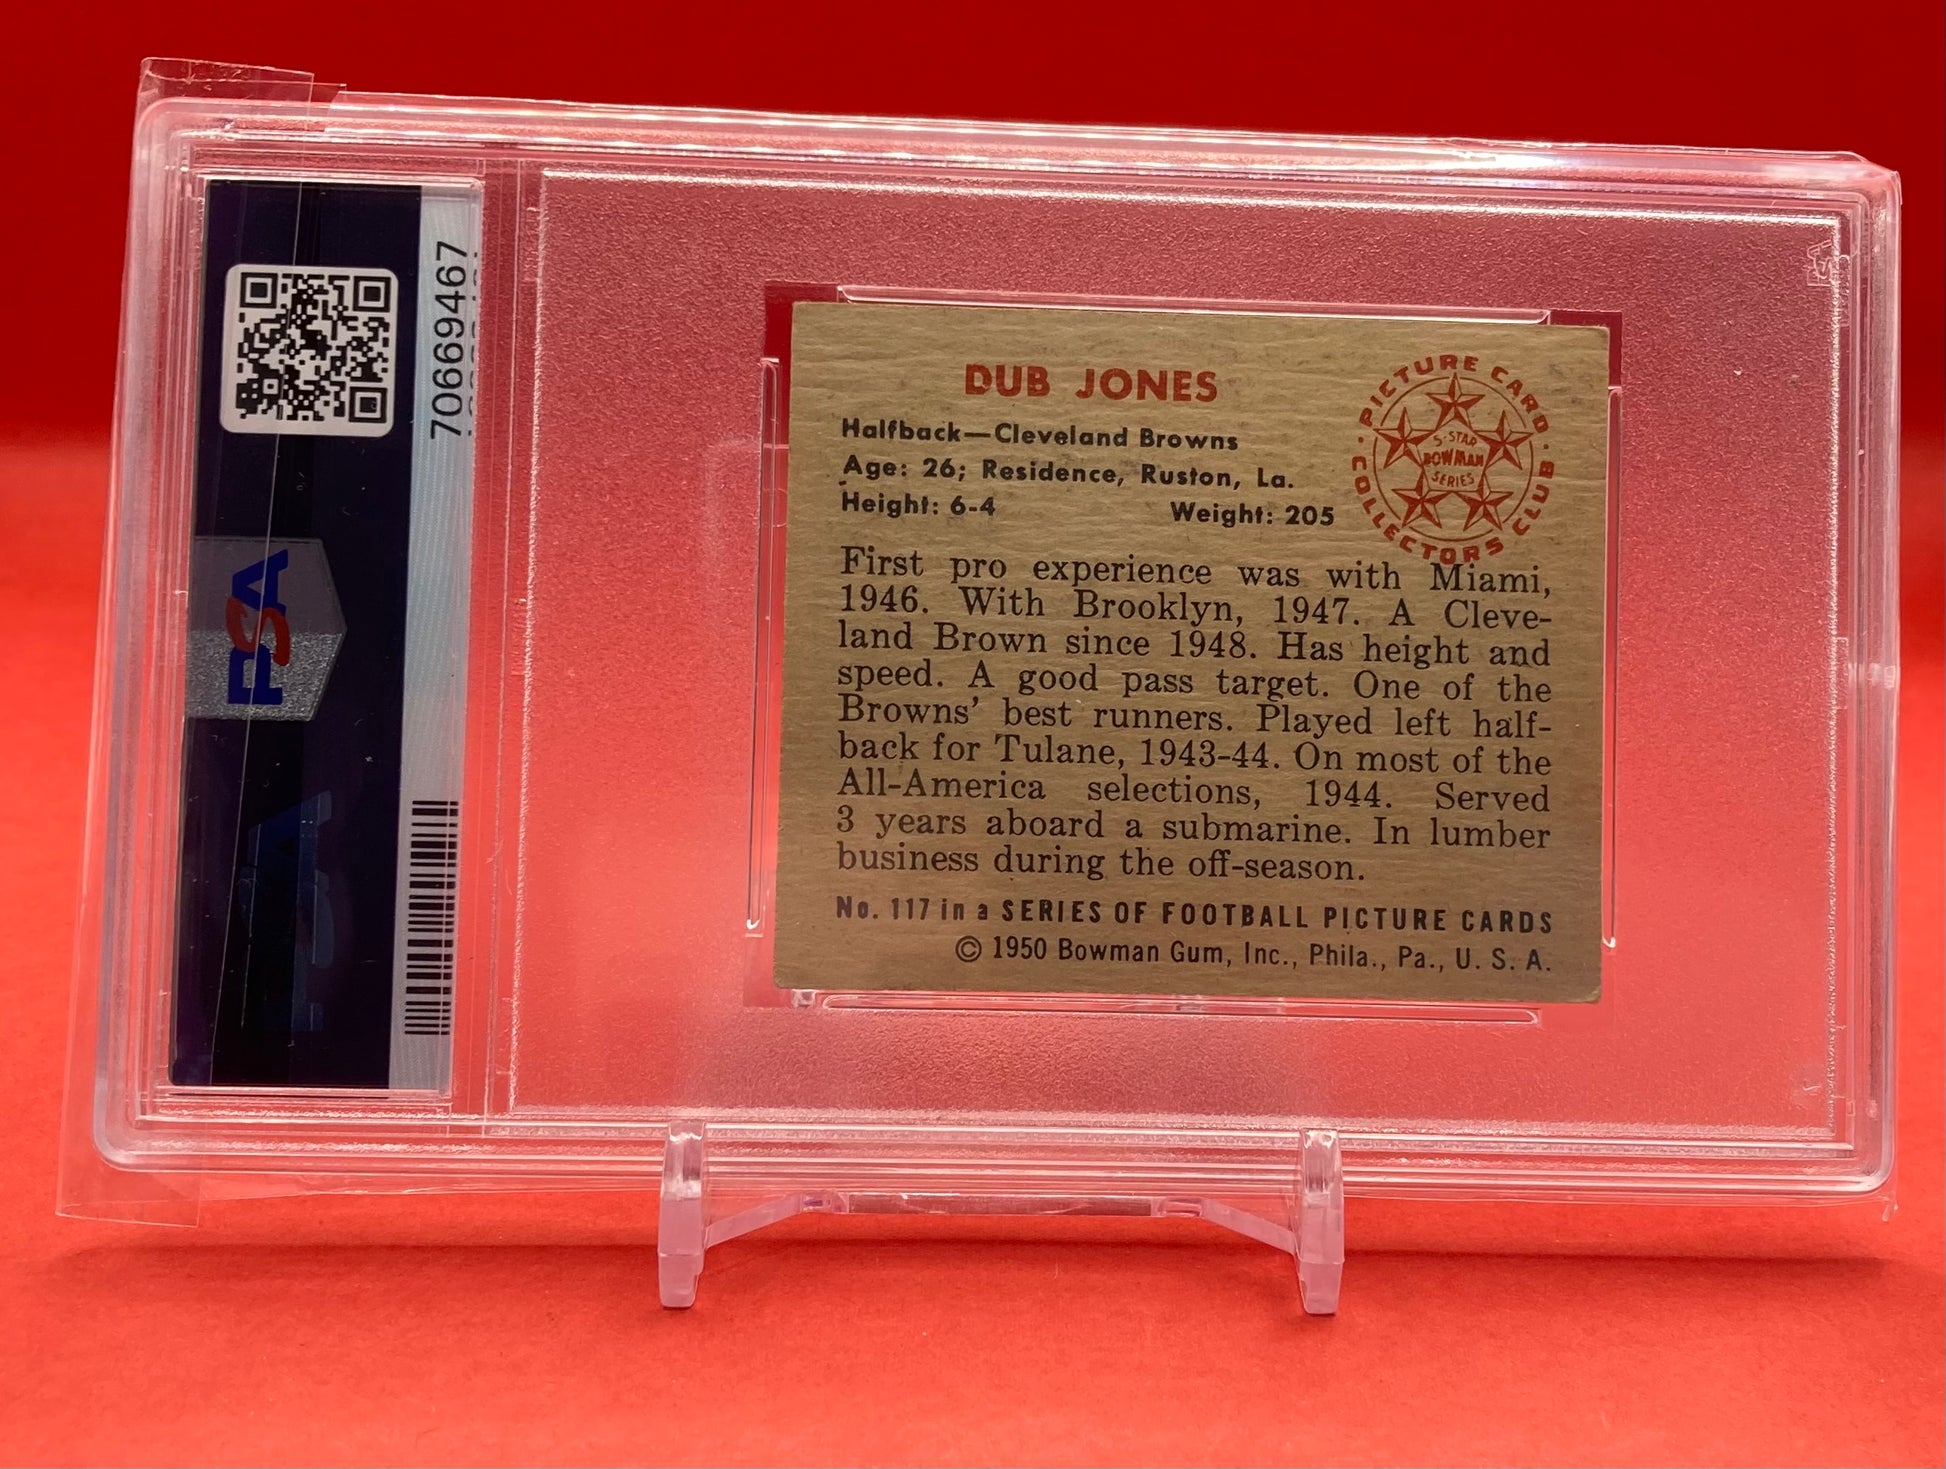 70669467
PSA
DUB JONES
Halfback—Cleveland Browns
Age: 26; Residence, Ruston, La.
Height: 6-4 Weight: 205
PICTURE CARD COLLECTORS CLUB
5-STAR
BOWMAN
SERIES
First pro experience was with Miami,
1946. With Brooklyn, 1947. A Cleve-
land Brown since 1948. Has height and
speed. A good pass target. One of the
Browns' best runners. Played left half-
back for Tulane, 1943-44. On most of the
All-America selections, 1944. Served
3 years aboard a submarine. In lumber
business during the off-season.
No. 117 in a SERIES OF FOOTBALL PICTURE CARDS
© 1950 Bowman Gum, Inc., Phila., Pa., U. S. A.